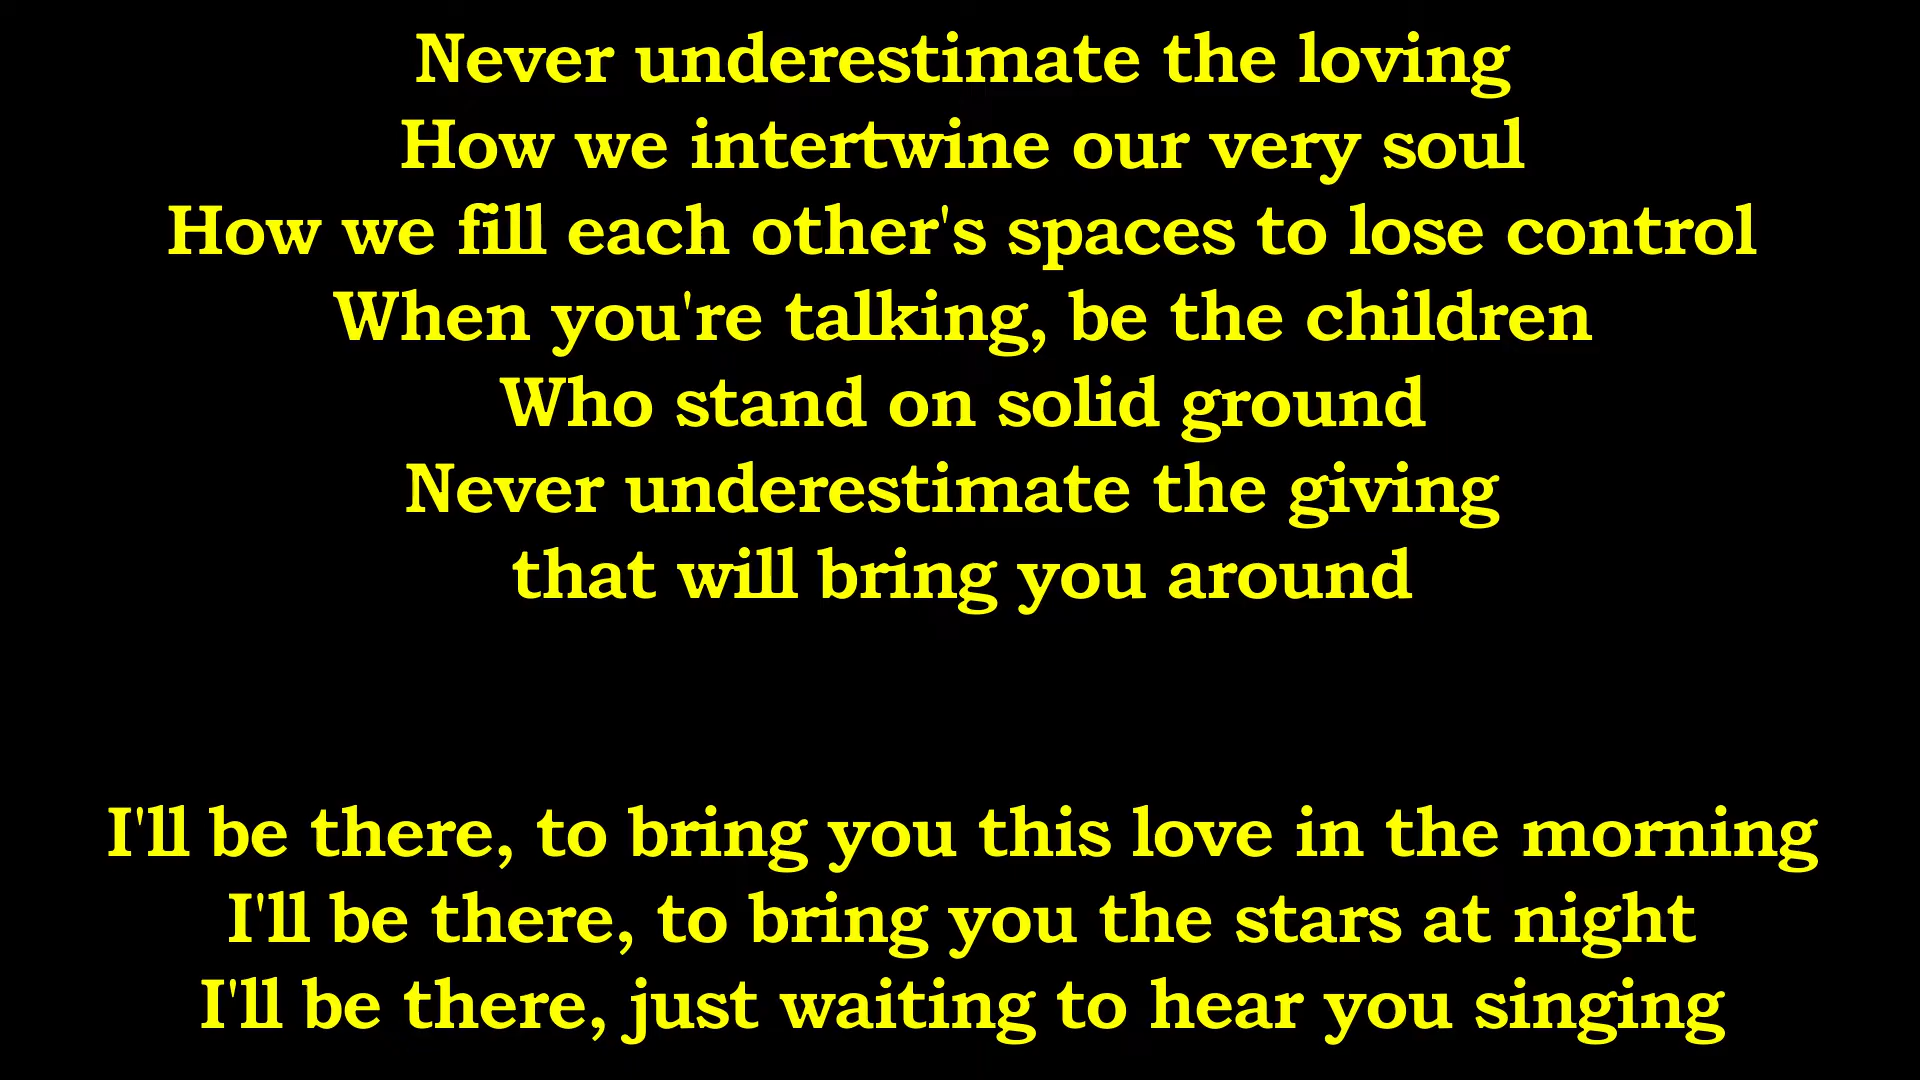 Never underestimate the loving
How we intertwine our very soul
How we fill each other's spaces to lose control
When you're talking, be the children
Who stand on solid ground
Never underestimate the giving
that will bring you around
I'll be there, to bring you this love in the morning
I'll be there, to bring you the stars at night
I'll be there, just waiting to hear you singing